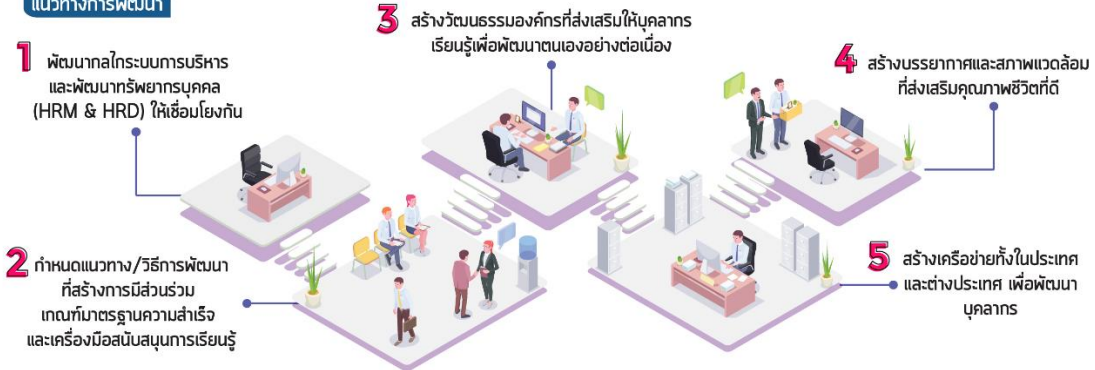 แนวทางการพัฒนา
1 พัฒนากลไกระบบการบริหาร
และพัฒนาทรัพยากรบุคคล
(HRM & HRD) ให้เชื่อมโยงกัน
2 กำหนดแนวทาง/วิธีการพัฒนา
ที่สร้างการมีส่วนร่วม
เกณฑ์มาตรฐานความสำเร็จ
และเครื่องมือสนับสนุนการเรียนรู้
3 สร้างวัฒนธรรมองค์กรที่ส่งเสริมให้บุคลากร
เรียนรู้เพื่อพัฒนาตนเองอย่างต่อเนื่อง
4 สร้างบรรยากาศและสภาพแวดล้อม
ที่ส่งเสริมคุณภาพชีวิตที่ดี
5 สร้างเครือข่ายทั้งในประเทศ
และต่างประเทศ เพื่อพัฒนา
บุคลากร